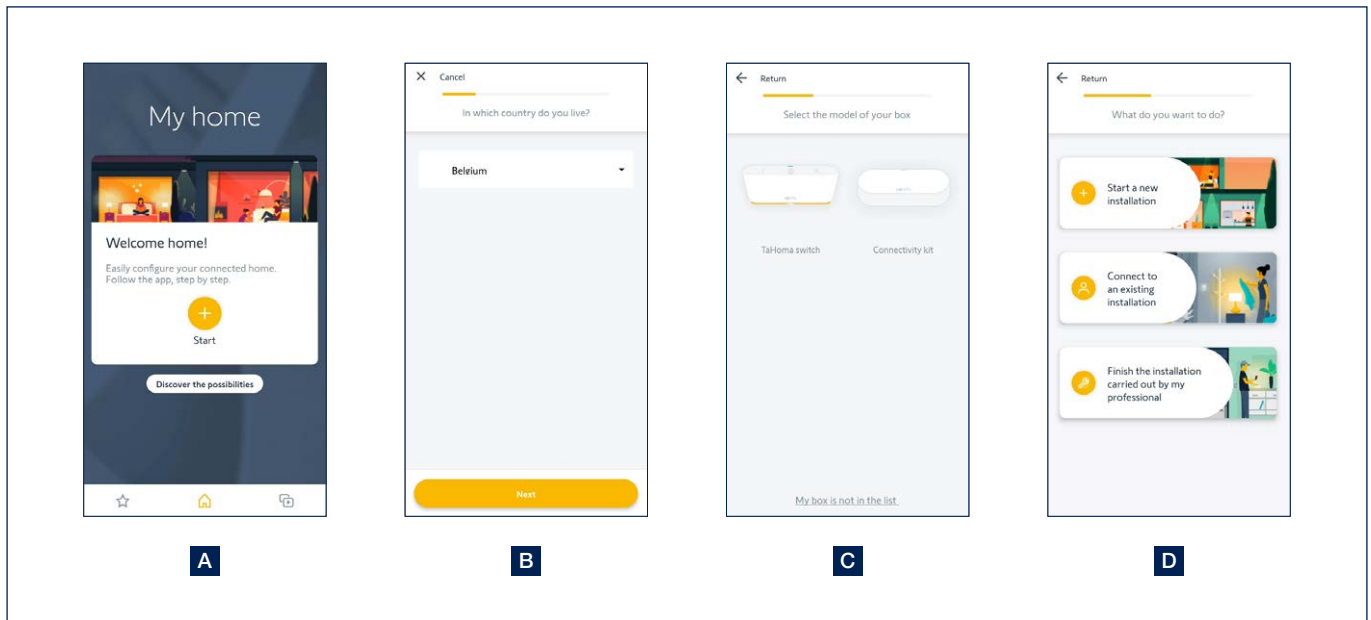 My home
Welcome home!
Easily configure your connected home.
Follow the app, step by step.
Start
Discover the possibilities
A
Cancel
In which country do you live?
Belgium
Next
B
Return
Select the model of your box
TaHoma switch
Connectivity kit
My box is not in the list
C
Return
What do you want to do?
Start a new
installation
Connect to
an existing
installation
Finish the installation
carried out by my
professional
D